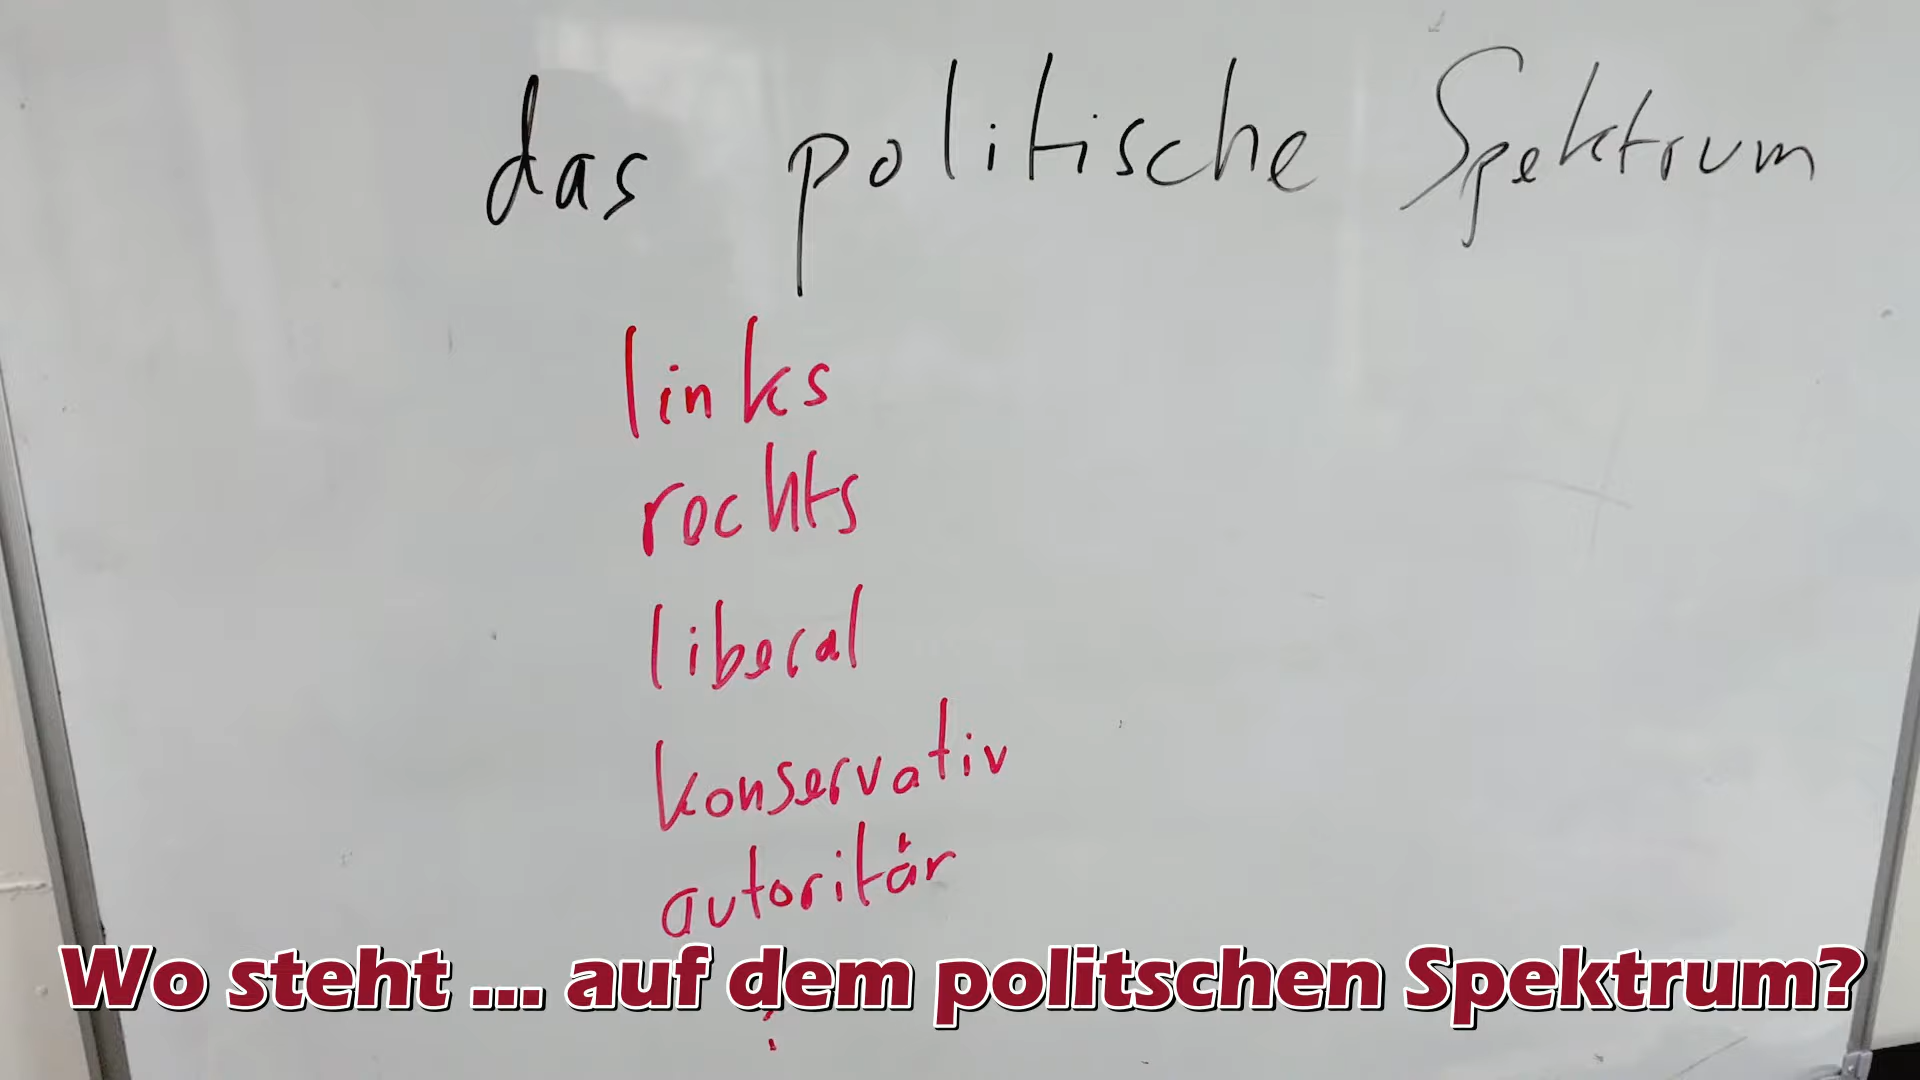 das politische Spektrum
links
rechts
liberal
konservativ
autoritär
Wo steht ... auf dem politschen Spektrum?